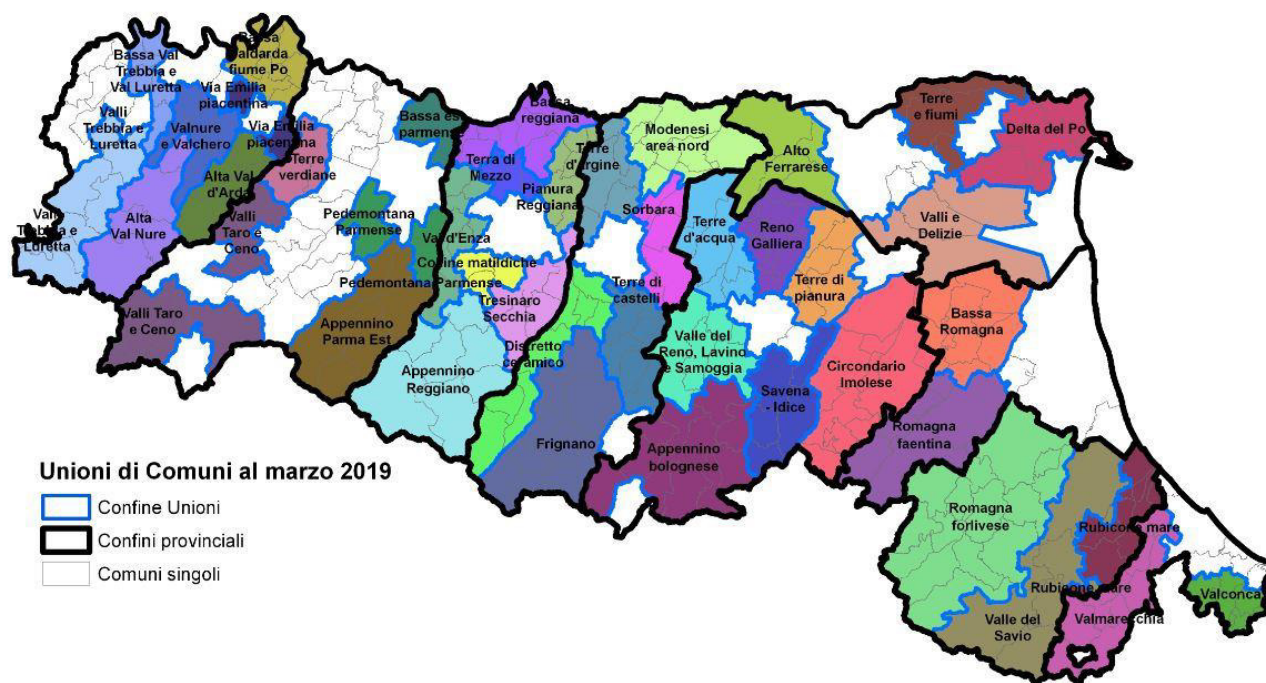 Bassa
Valdarda
fiume Po
Bassa Val
Trebbia e
Val Luretta
Via Emilia
piacentina
Valli
Trebbia e
Luretta
Valnure
e Valchero
Via Emilia
piacentina
Terre
verdiane
Alta Val
d'Arda
Valli
Trebbia e
Luretta
Alta
Val Nure
Valli
Taro e
Ceno
Valli Taro
e Ceno
Bassa est
parmense
Pedemontana
Parmense
Pedemontana Parmense
Appennino
Parma Est
Bassa
reggiana
Terra di
Mezzo
Pianura
Reggiana
Val d'Enza
Colline matildiche
Tresinaro
Secchia
Appennino
Reggiano
Terre
d'argine
Modenesi
area nord
Sorbara
Terre di
castelli
Distretto
ceramico
Frignano
Alto
Ferrarese
Terre
e fiumi
Delta del Po
Valli e
Delizie
Terre
d'acqua
Reno
Galliera
Terre di
pianura
Valle del
Reno, Lavino
e Samoggia
Savena
- Idice
Circondario
Imolese
Appennino
bolognese
Bassa
Romagna
Romagna
faentina
Romagna
forlivese
Rubicone mare
Rubicone mare
Valle del
Savio
Valmarecchia
Valconca
Unioni di Comuni al marzo 2019
Confine Unioni
Confini provinciali
Comuni singoli